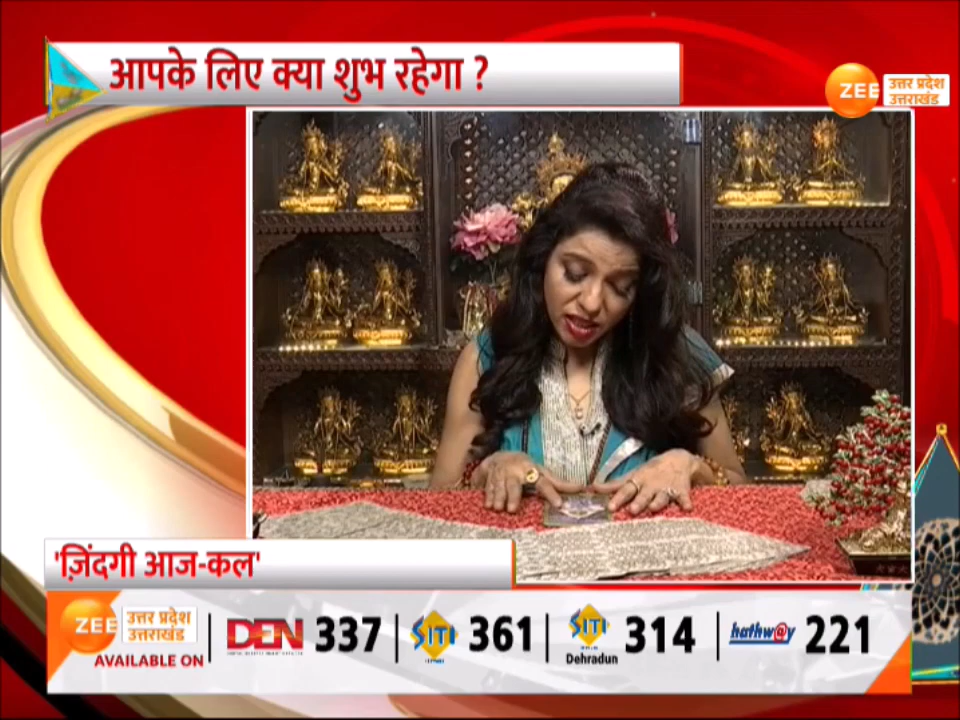 आपके लिए क्या शुभ रहेगा ?
ZEE उत्तर प्रदेश
उत्तराखंड
'ज़िंदगी आज-कल'
ZEE उत्तर प्रदेश
उत्तराखंड
AVAILABLE ON
DEN 337
SITI 361
SITI Dehradun 314
hathw@y 221